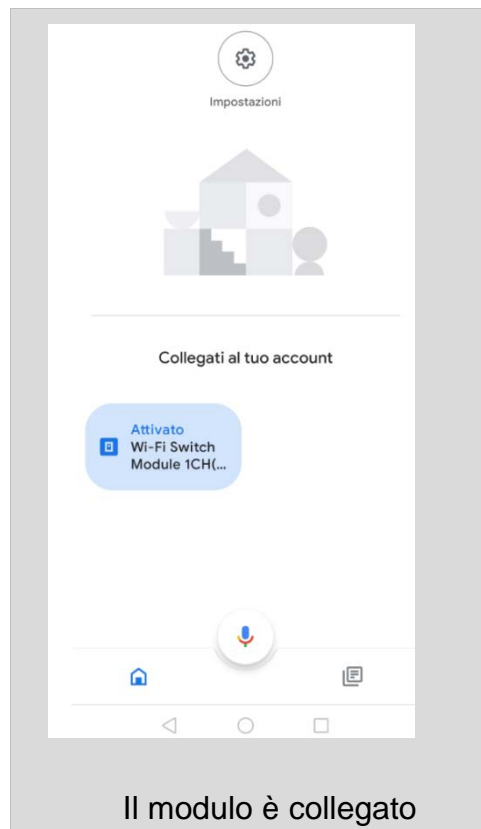 Impostazioni
Collegati al tuo account
Attivato
Wi-Fi Switch
Module 1CH(...
Il modulo è collegato